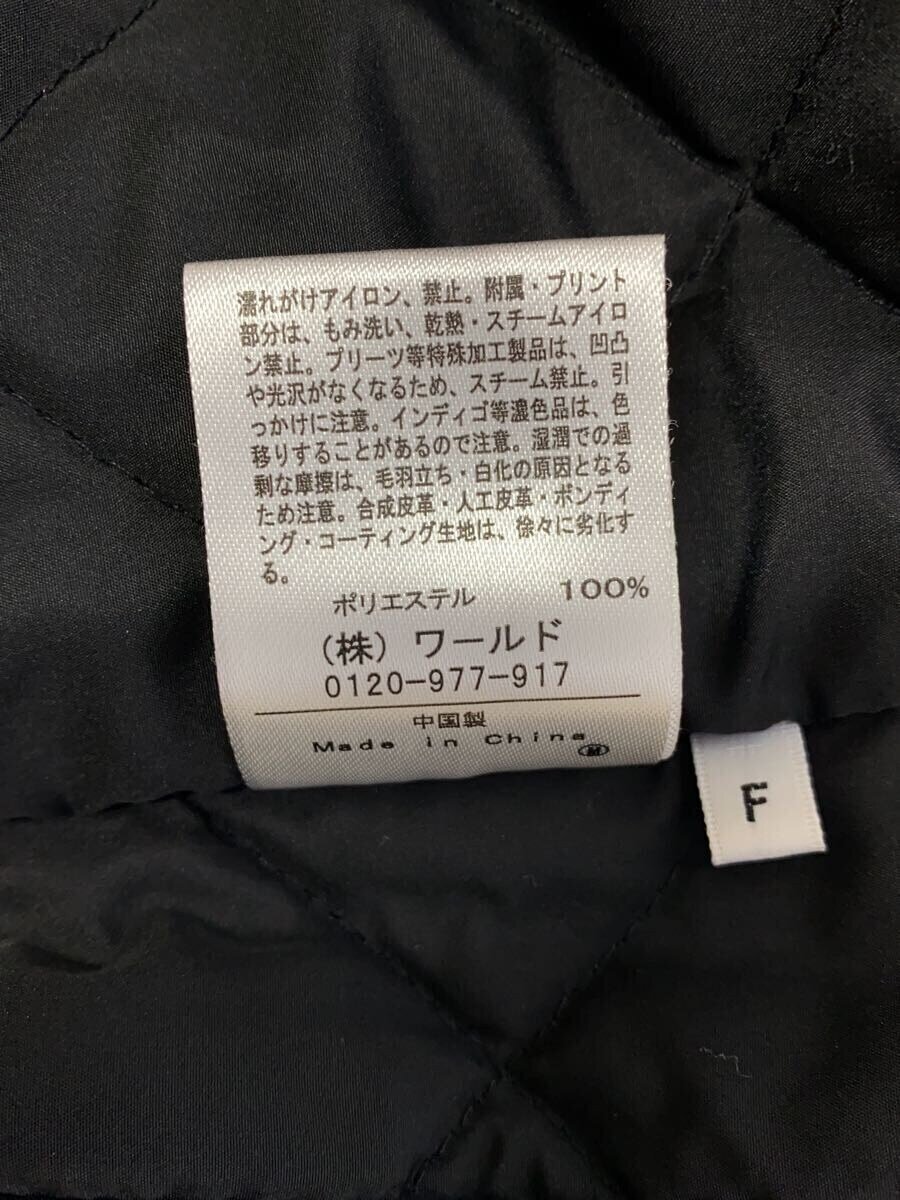 濡れがけアイロン、禁止。附属・プリント
部分は、もみ洗い、乾熱・スチームアイロ
ン禁止。プリーツ等特殊加工製品は、凹凸
や光沢がなくなるため、スチーム禁止。引
っかけに注意。インディゴ等濃色品は、色
移りすることがあるので注意。湿潤での過
剰な摩擦は、毛羽立ち・白化の原因となる
ため注意。合成皮革・人工皮革・ボンディ
ング・コーティング生地は、徐々に劣化す
る。
ポリエステル 100%
(株) ワールド
0120-977-917
中国製
Made in China
M
F